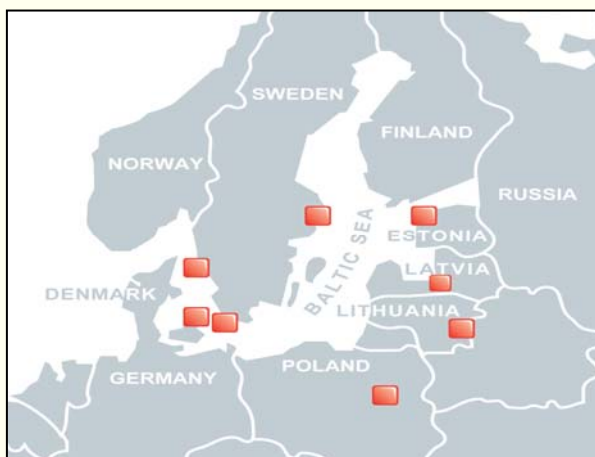 SWEDEN
FINLAND
NORWAY
RUSSIA
ESTONIA
BALTIC SEA
LATVIA
DENMARK
LITHUANIA
POLAND
GERMANY